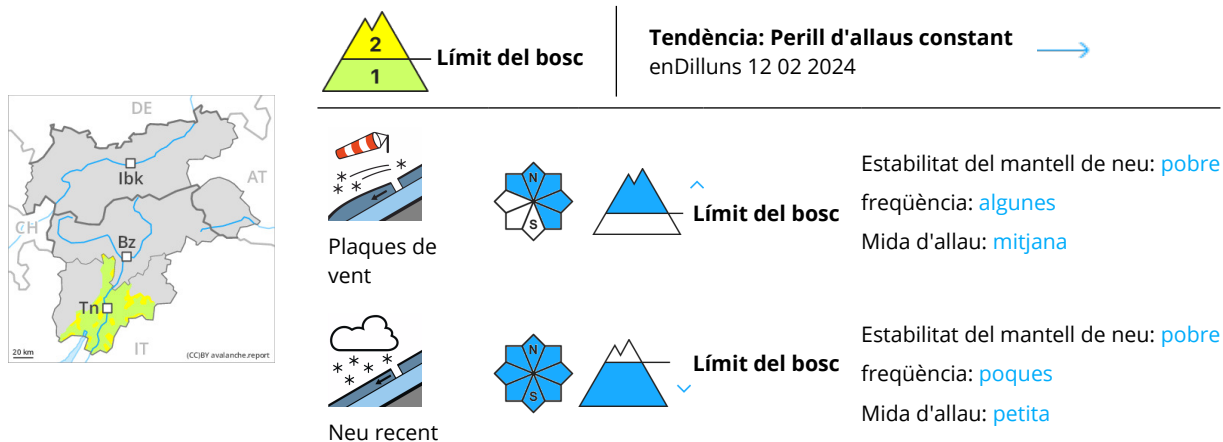 2
1
Límit del bosc
Tendència: Perill d'allaus constant
enDilluns 12 02 2024
DE
AT
CH
IT
Ibk
Bz
Tn
20 km
(CC)BY avalanche.report
Plaques de
vent
N
S
Límit del bosc
Estabilitat del mantell de neu: pobre
freqüència: algunes
Mida d'allau: mitjana
Neu recent
N
S
Límit del bosc
Estabilitat del mantell de neu: pobre
freqüència: poques
Mida d'allau: petita